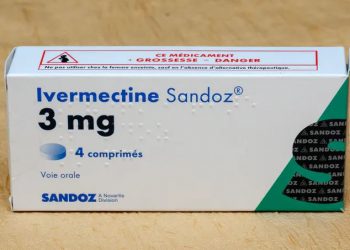 CE MÉDICAMENT
+ GROSSESSE = DANGER
Ne pas utiliser chez la femme enceinte, sauf en l'absence d'alternative thérapeutique.
Ivermectine Sandoz®
3 mg
4 comprimés
Voie orale
SANDOZ A Novartis
Division
SANDOZ